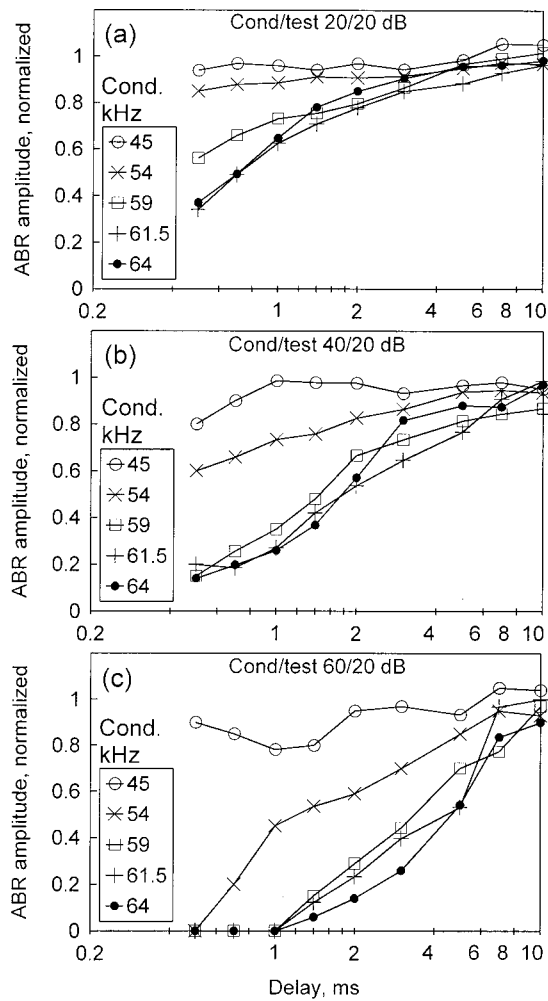 (a) Cond/test 20/20 dB
ABR amplitude, normalized
1
0.8
0.6
0.4
0.2
0
Cond.
kHz
45
54
59
61.5
64
0.2 1 2 4 6 8 10
(b) Cond/test 40/20 dB
ABR amplitude, normalized
1
0.8
0.6
0.4
0.2
0
Cond.
kHz
45
54
59
61.5
64
0.2 1 2 4 6 8 10
(c) Cond/test 60/20 dB
ABR amplitude, normalized
1
0.8
0.6
0.4
0.2
0
Cond.
kHz
45
54
59
61.5
64
0.2 1 2 4 6 8 10
Delay, ms